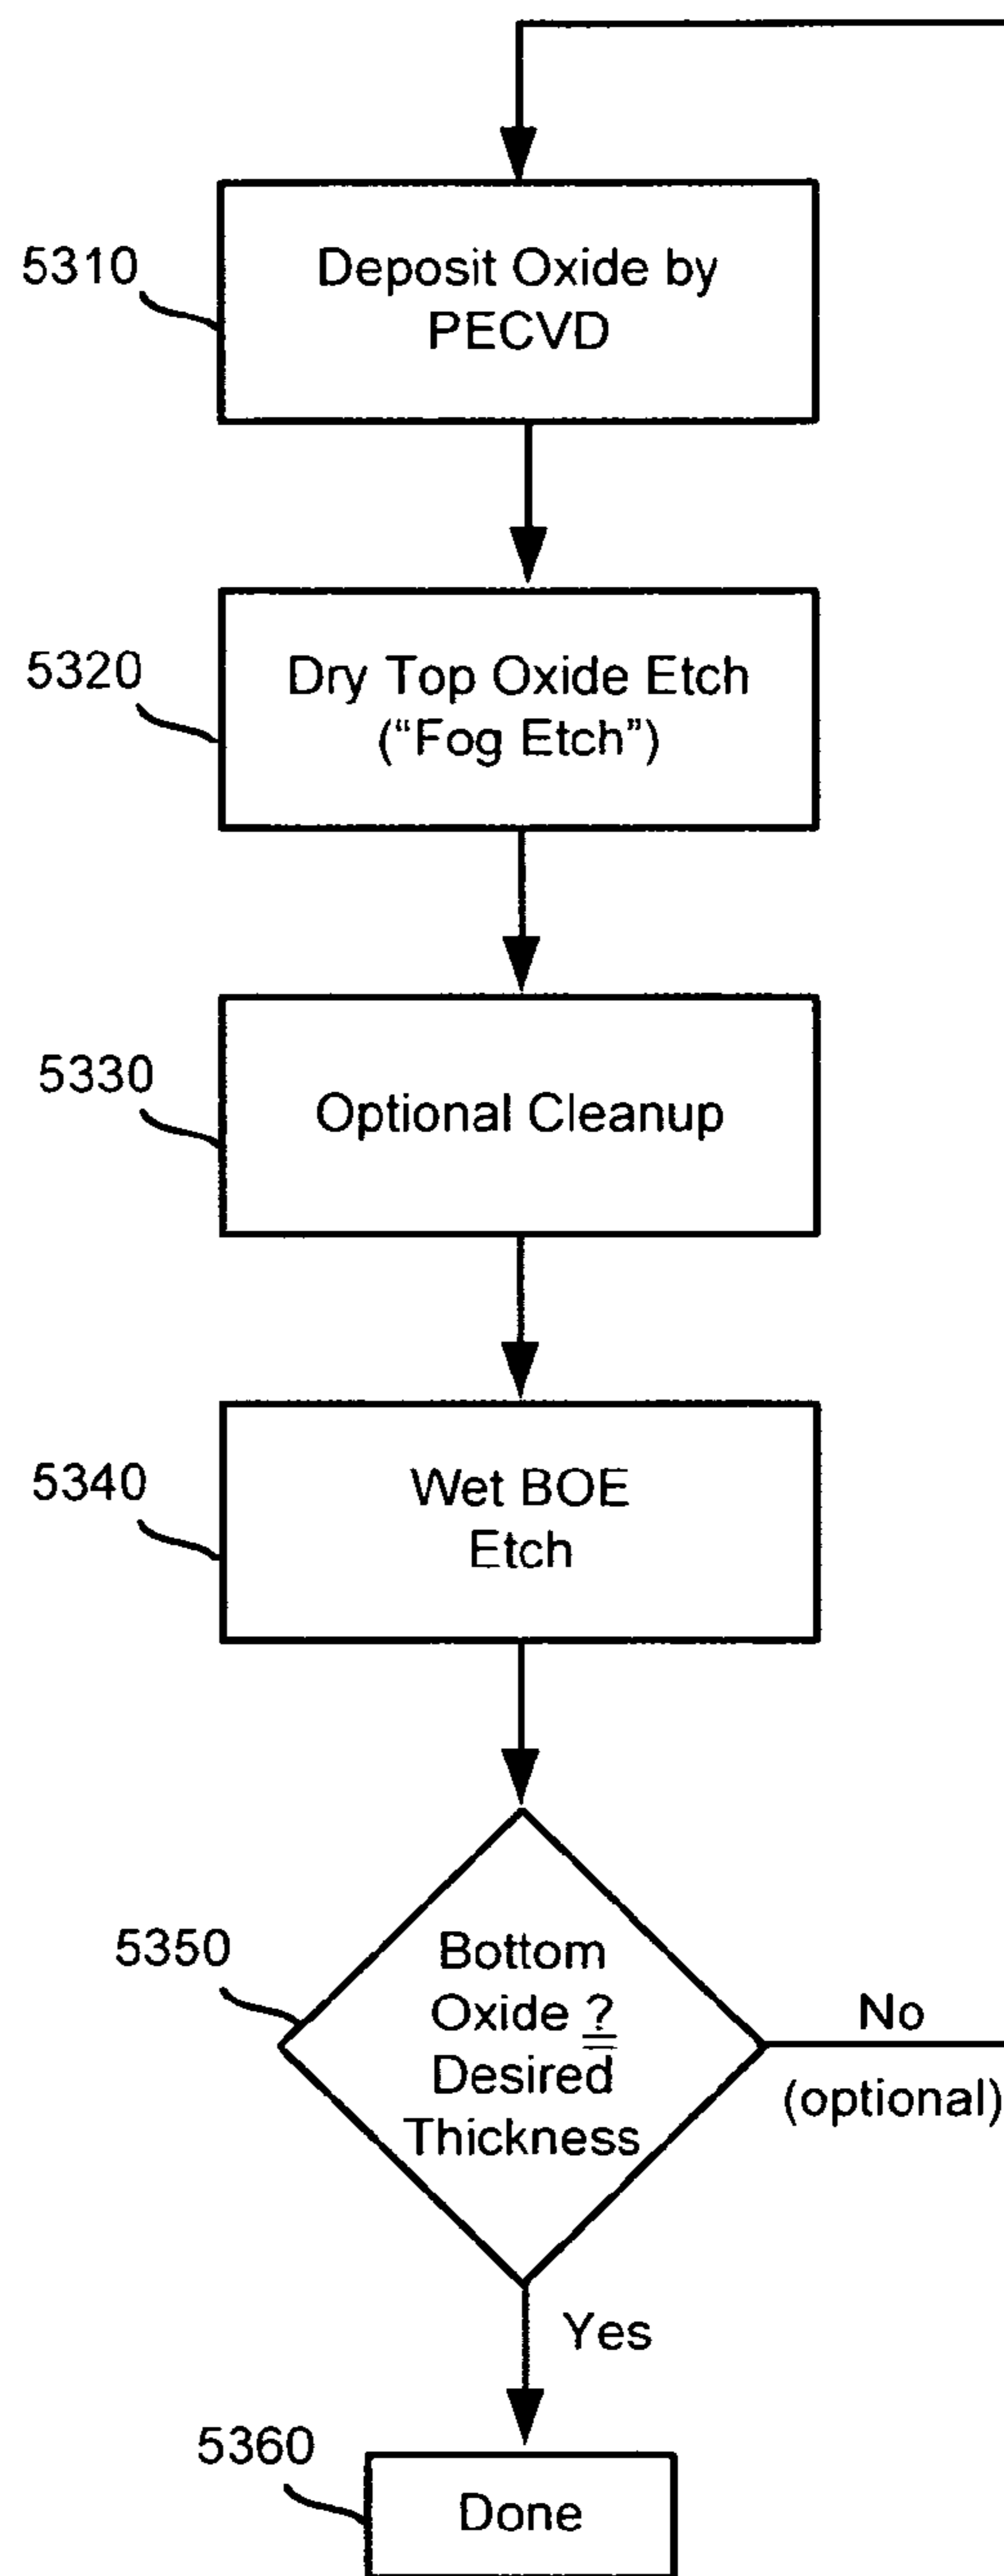 5310
Deposit Oxide by
PECVD
5320
Dry Top Oxide Etch
(“Fog Etch”)
5330
Optional Cleanup
5340
Wet BOE
Etch
5350
Bottom
Oxide ?
Desired
Thickness
No
(optional)
Yes
5360
Done